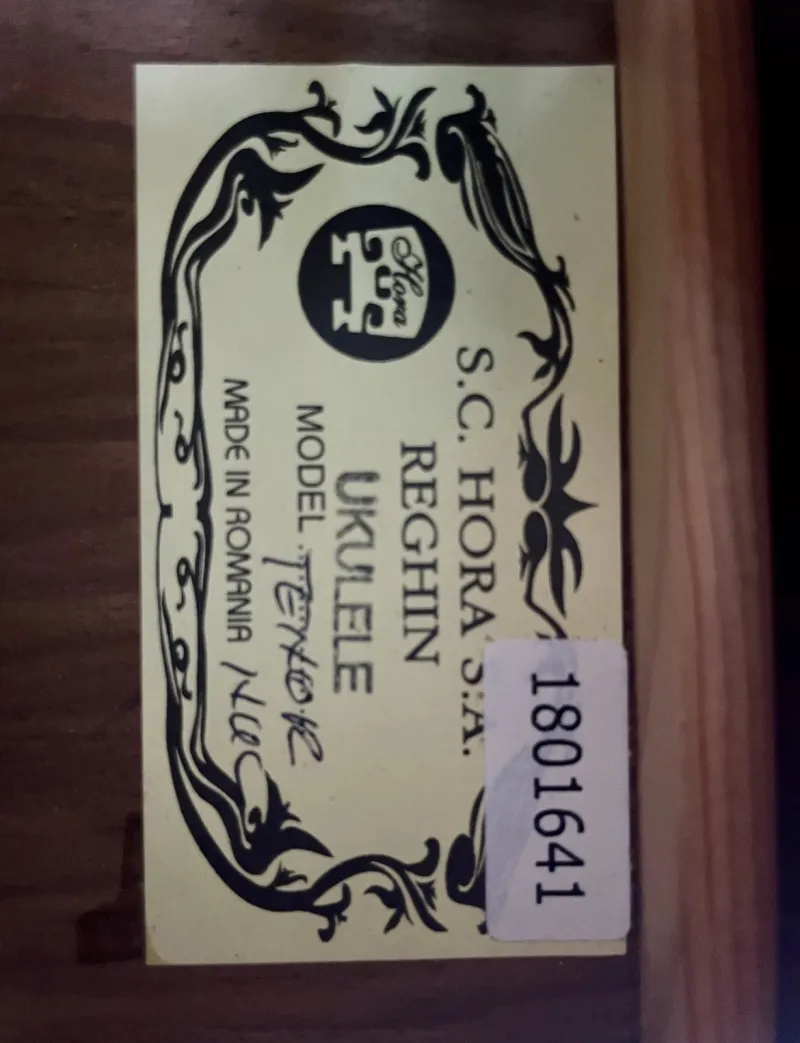 Hora
S.C. HORA S.A.
REGHIN
UKULELE
MODEL TENOR
MADE IN ROMANIA NUC
1801641